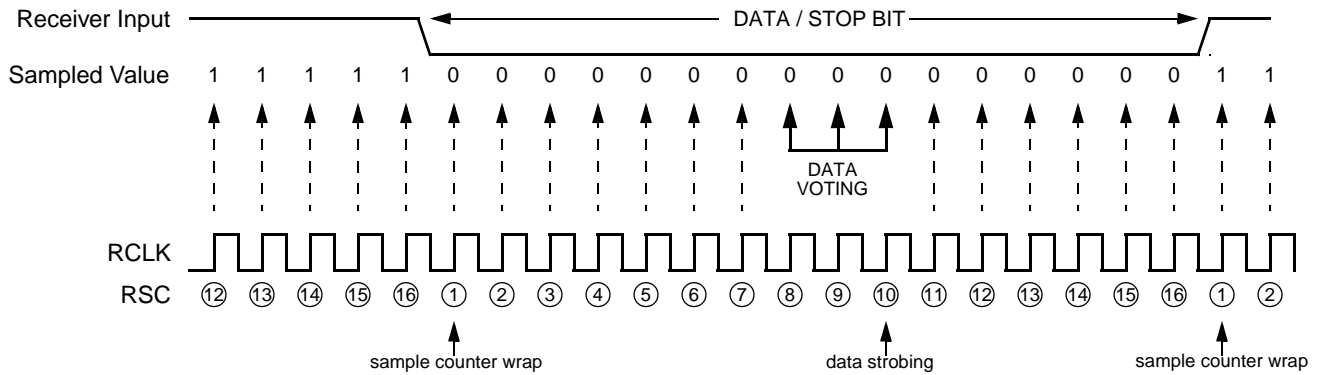 Receiver Input DATA / STOP BIT
Sampled Value 1 1 1 1 1 0 0 0 0 0 0 0 0 0 0 0 0 0 0 0 0 1 1
DATA
VOTING
RCLK
RSC 12 13 14 15 16 1 2 3 4 5 6 7 8 9 10 11 12 13 14 15 16 1 2
sample counter wrap data strobing sample counter wrap